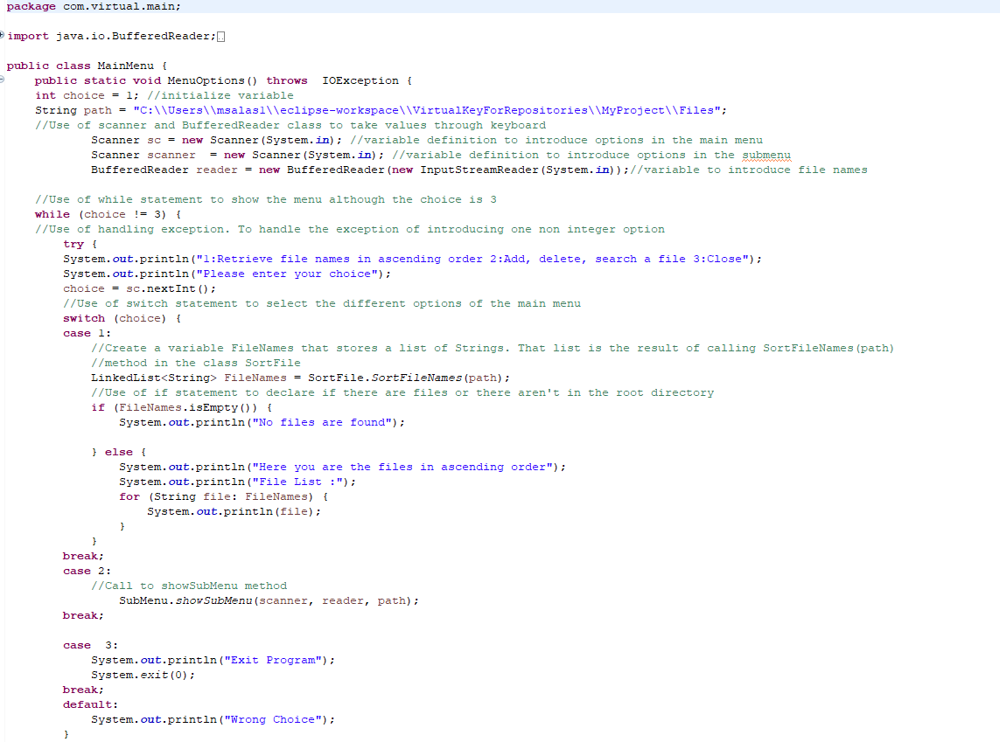 package com.virtual.main;
import java.io.BufferedReader;
public class MainMenu {
public static void MenuOptions() throws  IOException {
int choice = 1; //initialize variable
String path = "C:\\Users\\msalas1\\eclipse-workspace\\VirtualKeyForRepositories\\MyProject\\Files";
//Use of scanner and BufferedReader class to take values through keyboard
Scanner sc = new Scanner(System.in); //variable definition to introduce options in the main menu
Scanner scanner  = new Scanner(System.in); //variable definition to introduce options in the submenu
BufferedReader reader = new BufferedReader(new InputStreamReader(System.in));//variable to introduce file names
//Use of while statement to show the menu although the choice is 3
while (choice != 3) {
//Use of handling exception. To handle the exception of introducing one non integer option
try {
System.out.println("1:Retrieve file names in ascending order 2:Add, delete, search a file 3:Close");
System.out.println("Please enter your choice");
choice = sc.nextInt();
//Use of switch statement to select the different options of the main menu
switch (choice) {
case 1:
//Create a variable FileNames that stores a list of Strings. That list is the result of calling SortFileNames(path)
//method in the class SortFile
LinkedList<String> FileNames = SortFile.SortFileNames(path);
//Use of if statement to declare if there are files or there aren't in the root directory
if (FileNames.isEmpty()) {
System.out.println("No files are found");
} else {
System.out.println("Here you are the files in ascending order");
System.out.println("File List :");
for (String file: FileNames) {
System.out.println(file);
}
}
break;
case 2:
//Call to showSubMenu method
SubMenu.showSubMenu(scanner, reader, path);
break;
case  3:
System.out.println("Exit Program");
System.exit(0);
break;
default:
System.out.println("Wrong Choice");
}